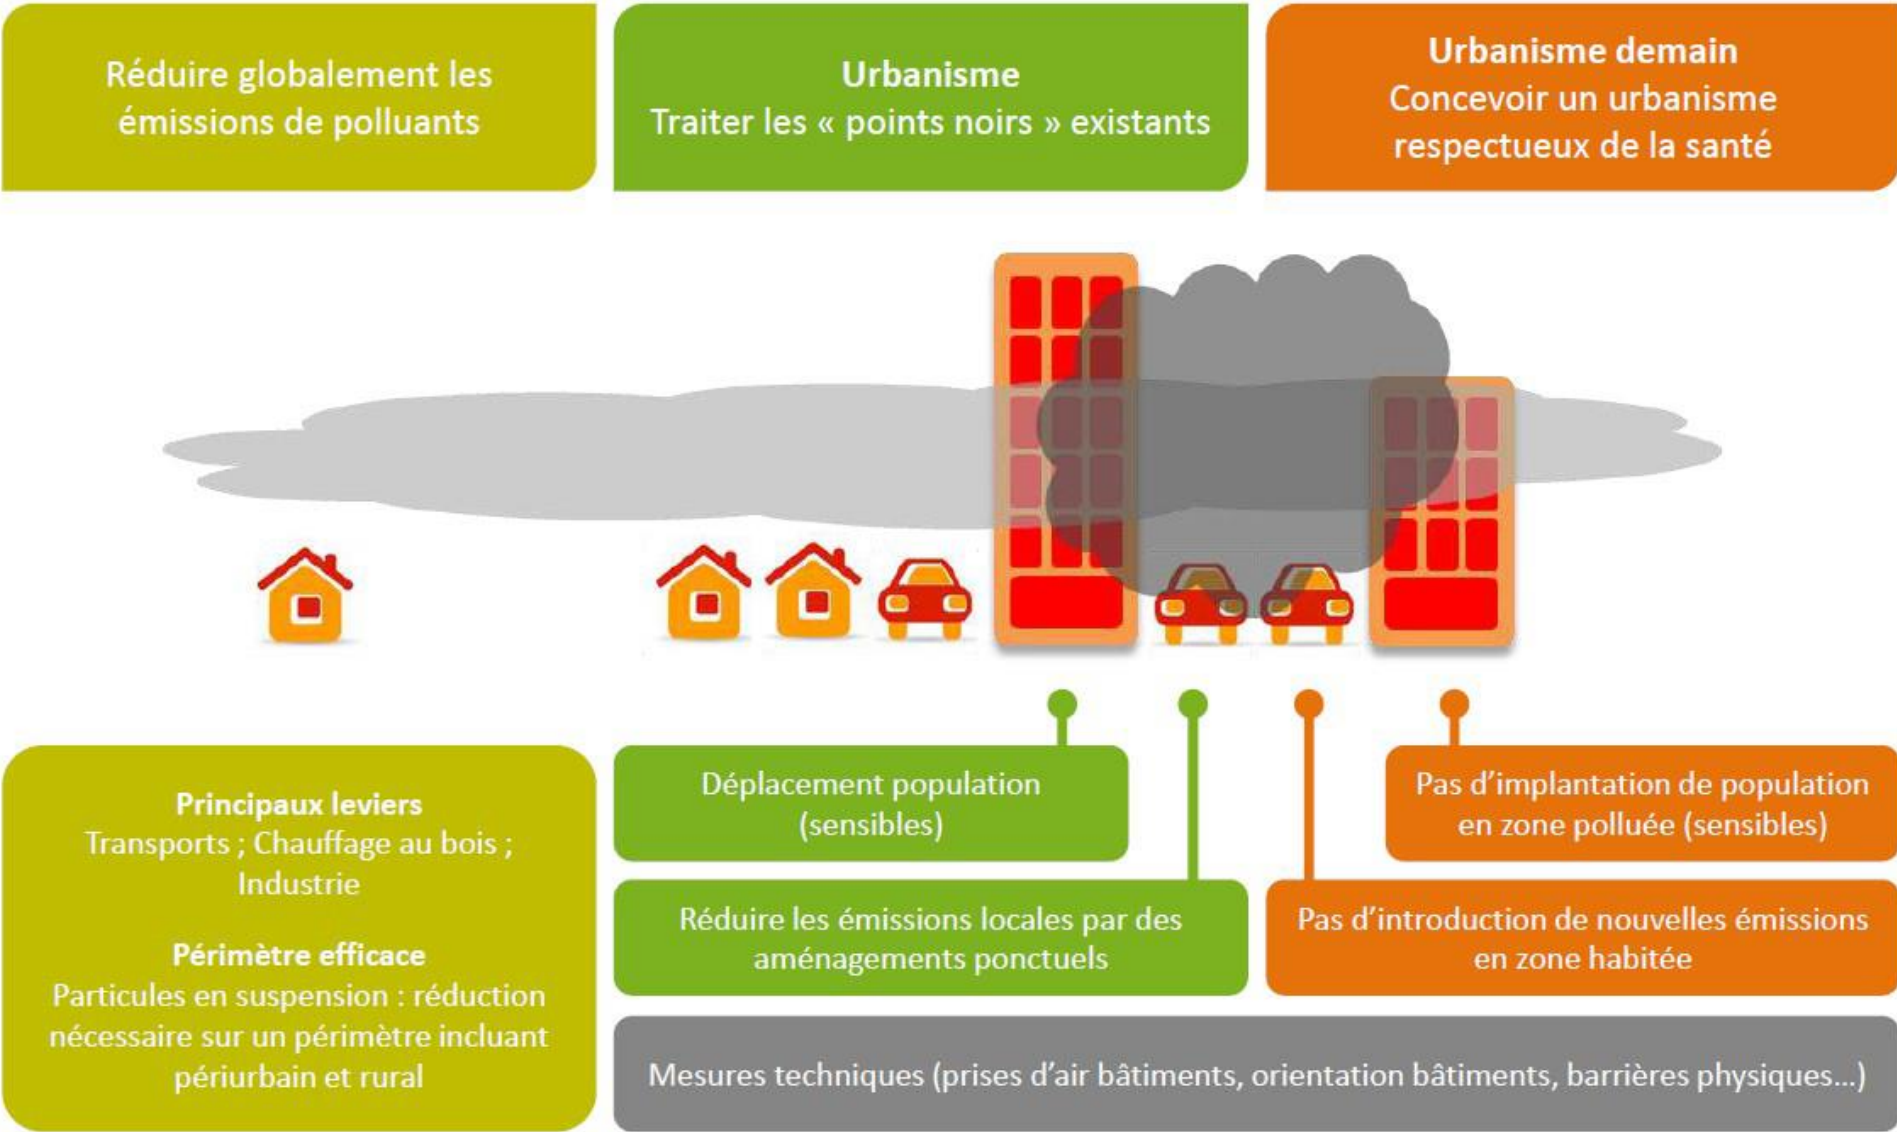 Réduire globalement les
émissions de polluants
Urbanisme
Traiter les « points noirs » existants
Urbanisme demain
Concevoir un urbanisme
respectueux de la santé
Principaux leviers
Transports ; Chauffage au bois ;
Industrie
Périmètre efficace
Particules en suspension : réduction
nécessaire sur un périmètre incluant
périurbain et rural
Déplacement population
(sensibles)
Réduire les émissions locales par des
aménagements ponctuels
Pas d’implantation de population
en zone polluée (sensibles)
Pas d’introduction de nouvelles émissions
en zone habitée
Mesures techniques (prises d’air bâtiments, orientation bâtiments, barrières physiques…)